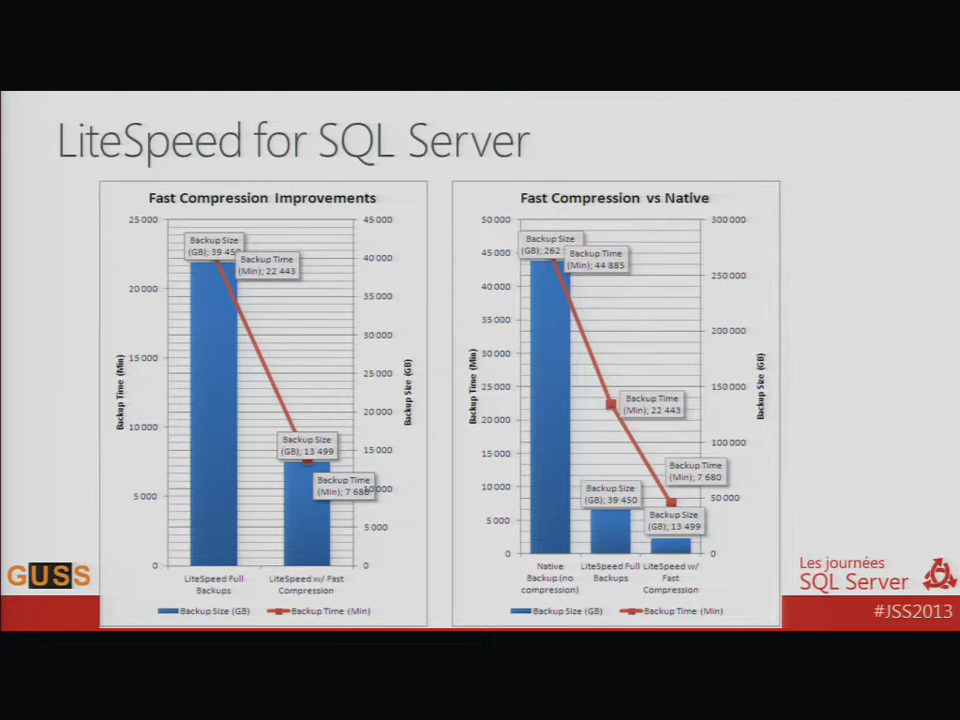 LiteSpeed for SQL Server
Fast Compression Improvements
25 000
20 000
15 000
10 000
5 000
0
Backup Time (Min)
45 000
40 000
35 000
30 000
25 000
20 000
15 000
10 000
5 000
0
Backup Size (GB)
Backup Size
(GB); 39 450
Backup Time
(Min); 22 443
Backup Size
(GB); 13 499
Backup Time
(Min); 7 680
LiteSpeed Full
Backups
LiteSpeed w/ Fast
Compression
Backup Size (GB)
Backup Time (Min)
Fast Compression vs Native
50 000
45 000
40 000
35 000
30 000
25 000
20 000
15 000
10 000
5 000
0
Backup Time (Min)
300 000
250 000
200 000
150 000
100 000
50 000
0
Backup Size (GB)
Backup Size
(GB); 262
Backup Time
(Min); 44 885
Backup Time
(Min); 22 443
Backup Time
(Min); 7 680
Backup Size
(GB); 39 450
Backup Size
(GB); 13 499
Native
Backup (no
compression)
LiteSpeed Full
Backups
LiteSpeed w/
Fast
Compression
Backup Size (GB)
Backup Time (Min)
GUSS
Les journées
SQL Server
#JSS2013